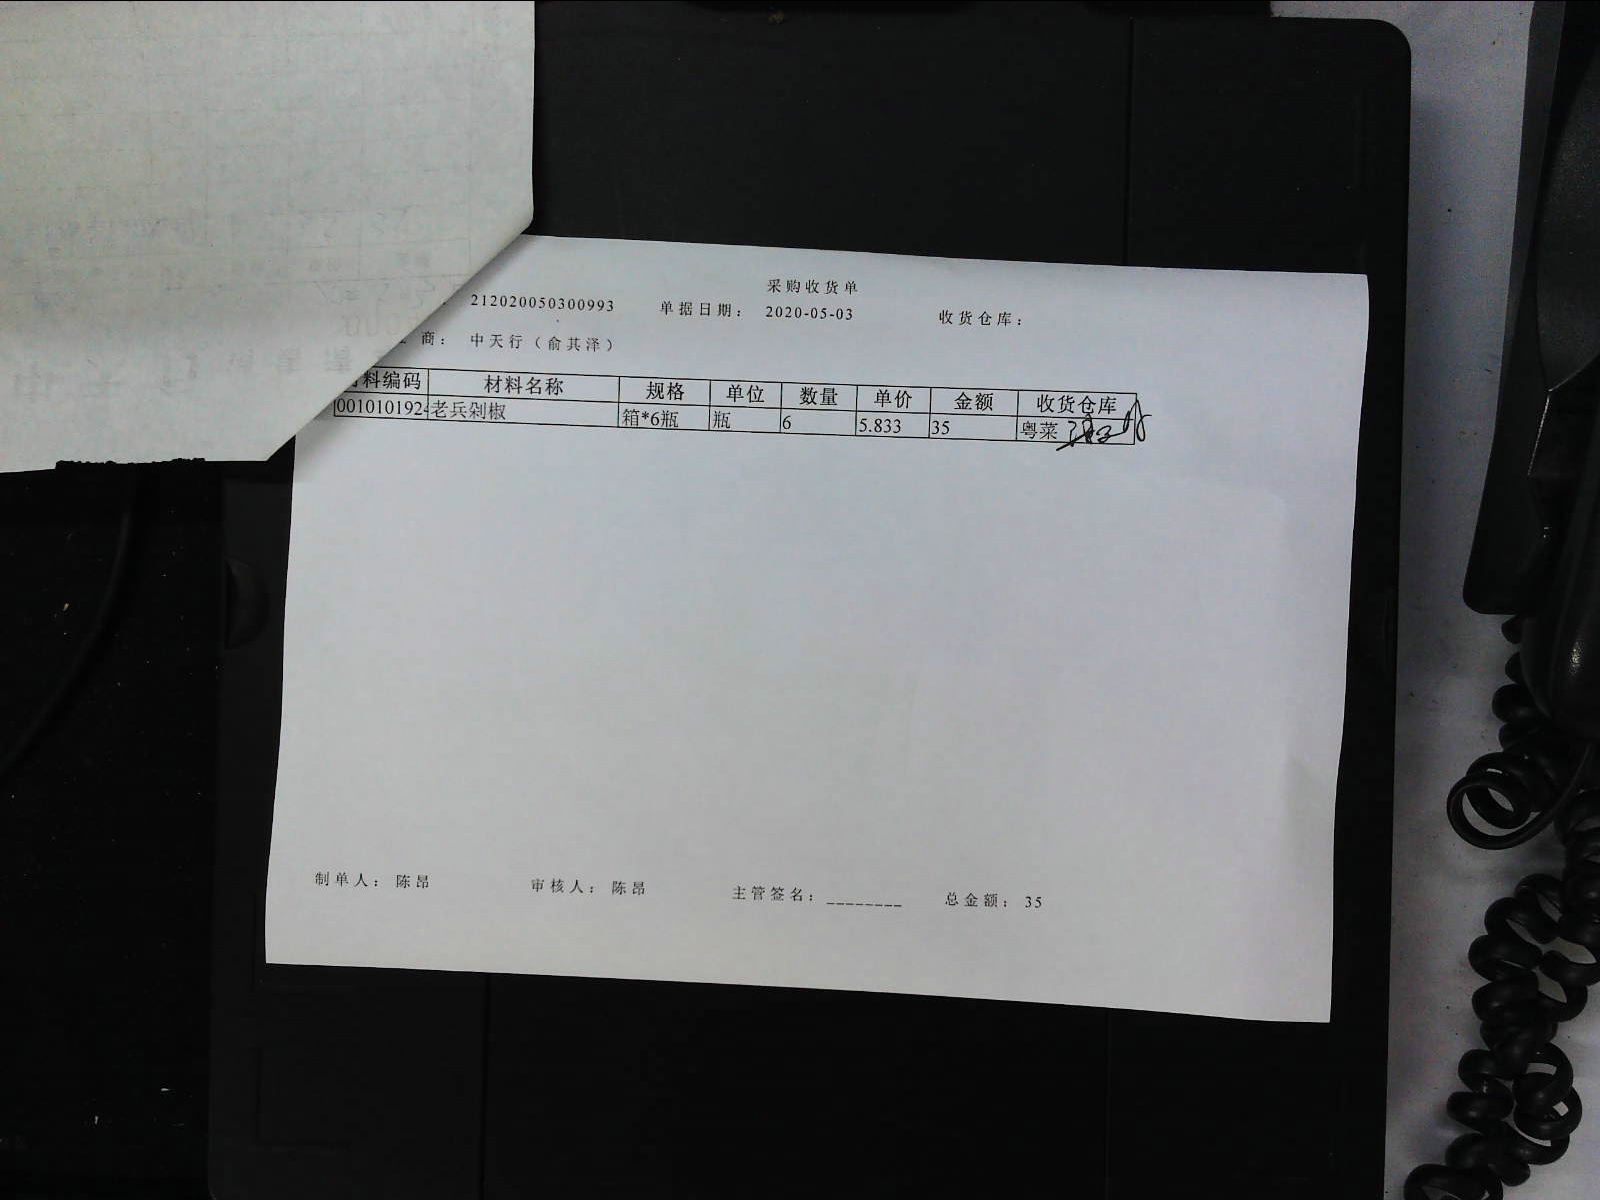 采购收货单
212020050300993 单据日期: 2020-05-03 收货仓库:
商: 中天行（俞其泽）
料编码 材料名称 规格 单位 数量 单价 金额 收货仓库
001010192 老兵剁椒 箱*6瓶 瓶 6 5.833 35 粤菜
制单人: 陈昂 审核人: 陈昂 主管签名: ________ 总金额: 35